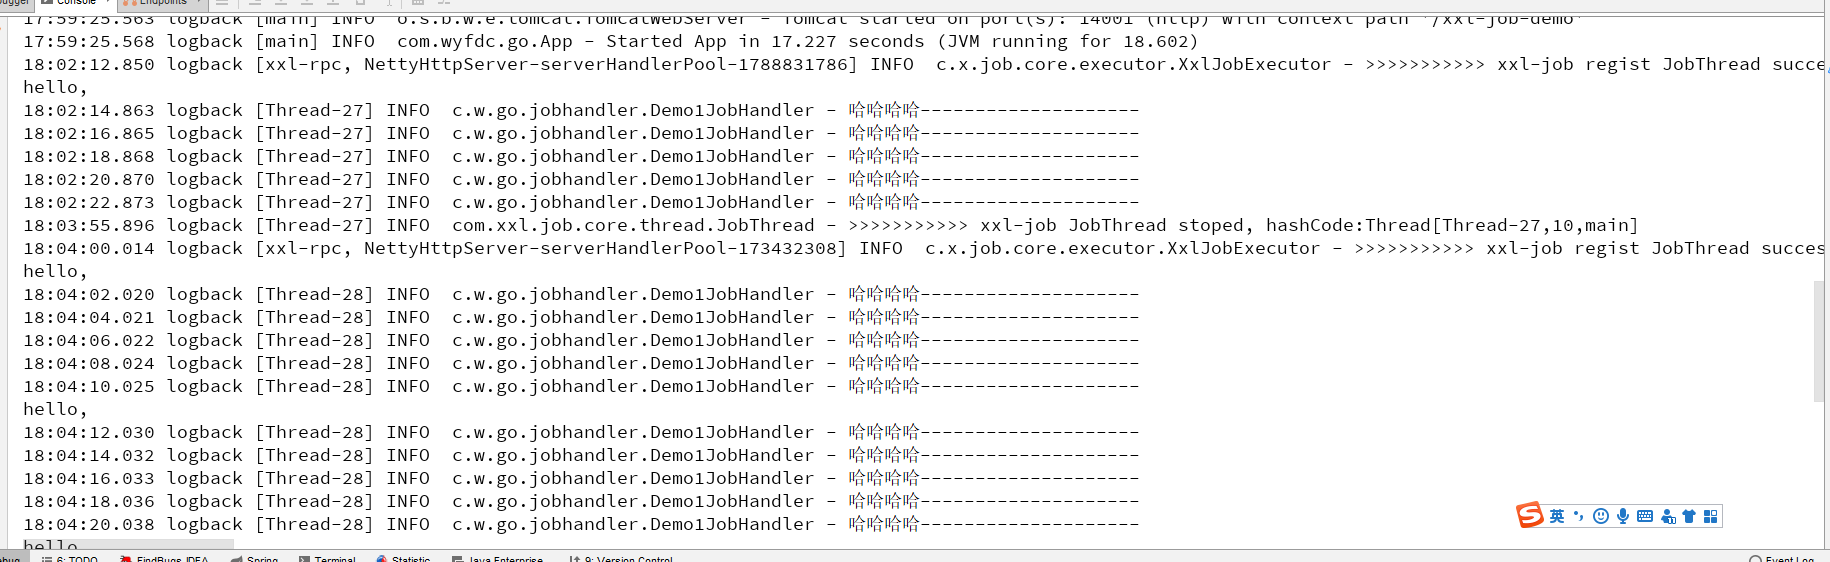 Console
Endpoints
17:59:25.563 logback [main] INFO  o.s.b.w.e.tomcat.TomcatWebServer – Tomcat started on port(s): 14001 (http) with context path '/xxl-job-demo'
17:59:25.568 logback [main] INFO  com.wyfdc.go.App – Started App in 17.227 seconds (JVM running for 18.602)
18:02:12.850 logback [xxl-rpc, NettyHttpServer-serverHandlerPool-1788831786] INFO  c.x.job.core.executor.XxlJobExecutor – >>>>>>>>>>> xxl-job regist JobThread succe
hello,
18:02:14.863 logback [Thread-27] INFO  c.w.go.jobhandler.Demo1JobHandler – 哈哈哈哈--------------------
18:02:16.865 logback [Thread-27] INFO  c.w.go.jobhandler.Demo1JobHandler – 哈哈哈哈--------------------
18:02:18.868 logback [Thread-27] INFO  c.w.go.jobhandler.Demo1JobHandler – 哈哈哈哈--------------------
18:02:20.870 logback [Thread-27] INFO  c.w.go.jobhandler.Demo1JobHandler – 哈哈哈哈--------------------
18:02:22.873 logback [Thread-27] INFO  c.w.go.jobhandler.Demo1JobHandler – 哈哈哈哈--------------------
18:03:55.896 logback [Thread-27] INFO  com.xxl.job.core.thread.JobThread – >>>>>>>>>>> xxl-job JobThread stoped, hashCode:Thread[Thread-27,10,main]
18:04:00.014 logback [xxl-rpc, NettyHttpServer-serverHandlerPool-173432308] INFO  c.x.job.core.executor.XxlJobExecutor – >>>>>>>>>>> xxl-job regist JobThread succes
hello,
18:04:02.020 logback [Thread-28] INFO  c.w.go.jobhandler.Demo1JobHandler – 哈哈哈哈--------------------
18:04:04.021 logback [Thread-28] INFO  c.w.go.jobhandler.Demo1JobHandler – 哈哈哈哈--------------------
18:04:06.022 logback [Thread-28] INFO  c.w.go.jobhandler.Demo1JobHandler – 哈哈哈哈--------------------
18:04:08.024 logback [Thread-28] INFO  c.w.go.jobhandler.Demo1JobHandler – 哈哈哈哈--------------------
18:04:10.025 logback [Thread-28] INFO  c.w.go.jobhandler.Demo1JobHandler – 哈哈哈哈--------------------
hello,
18:04:12.030 logback [Thread-28] INFO  c.w.go.jobhandler.Demo1JobHandler – 哈哈哈哈--------------------
18:04:14.032 logback [Thread-28] INFO  c.w.go.jobhandler.Demo1JobHandler – 哈哈哈哈--------------------
18:04:16.033 logback [Thread-28] INFO  c.w.go.jobhandler.Demo1JobHandler – 哈哈哈哈--------------------
18:04:18.036 logback [Thread-28] INFO  c.w.go.jobhandler.Demo1JobHandler – 哈哈哈哈--------------------
18:04:20.038 logback [Thread-28] INFO  c.w.go.jobhandler.Demo1JobHandler – 哈哈哈哈--------------------
英
hello
6: TODO FindBugs-IDEA Spring Terminal Statistic Java Enterprise 9: Version Control Event Log